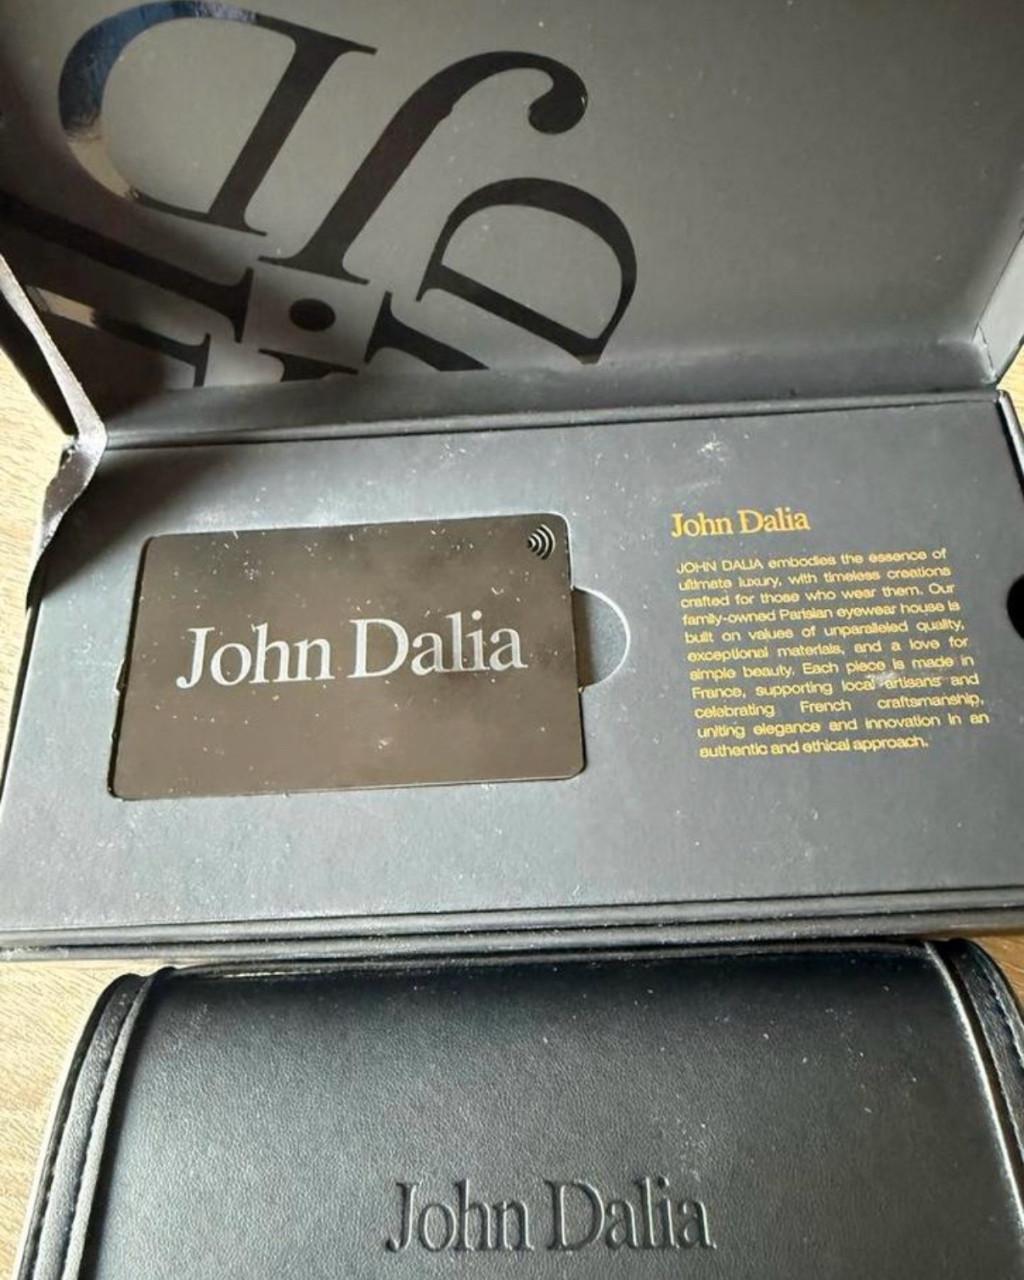 John Dalia
John Dalia
JOHN DALIA embodies the essence of
ultimate luxury, with timeless creations
crafted for those who wear them. Our
family-owned Parisian eyewear house is
built on values of unparalleled quality,
exceptional materials, and a love for
simple beauty. Each piece is made in
France, supporting local artisans and
celebrating French craftsmanship,
uniting elegance and innovation in an
authentic and ethical approach.
John Dalia